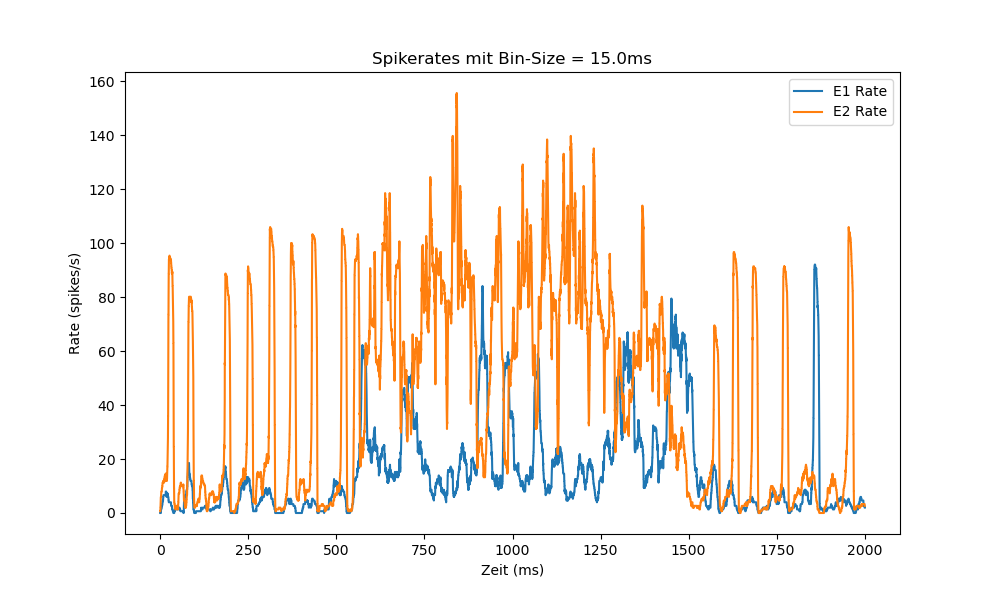 Spikerates mit Bin-Size = 15.0ms
E1 Rate
E2 Rate
Rate (spikes/s)
160
140
120
100
80
60
40
20
0
0 250 500 750 1000 1250 1500 1750 2000
Zeit (ms)